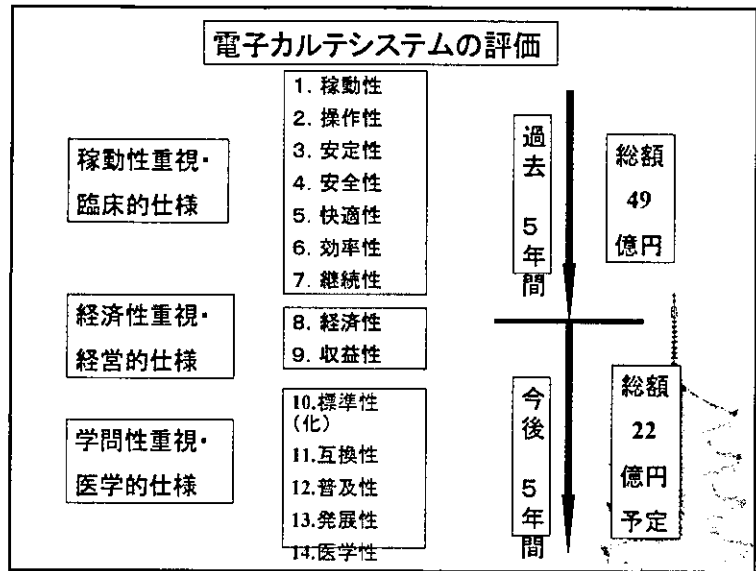 電子カルテシステムの評価
稼動性重視・
臨床的仕様
1. 稼動性
2. 操作性
3. 安定性
4. 安全性
5. 快適性
6. 効率性
7. 継続性
過去 5年間
総額
49
億円
経済性重視・
経営的仕様
8. 経済性
9. 収益性
学問性重視・
医学的仕様
10.標準性
(化)
11.互換性
12.普及性
13.発展性
14.医学性
今後 5年間
総額
22
億円
予定